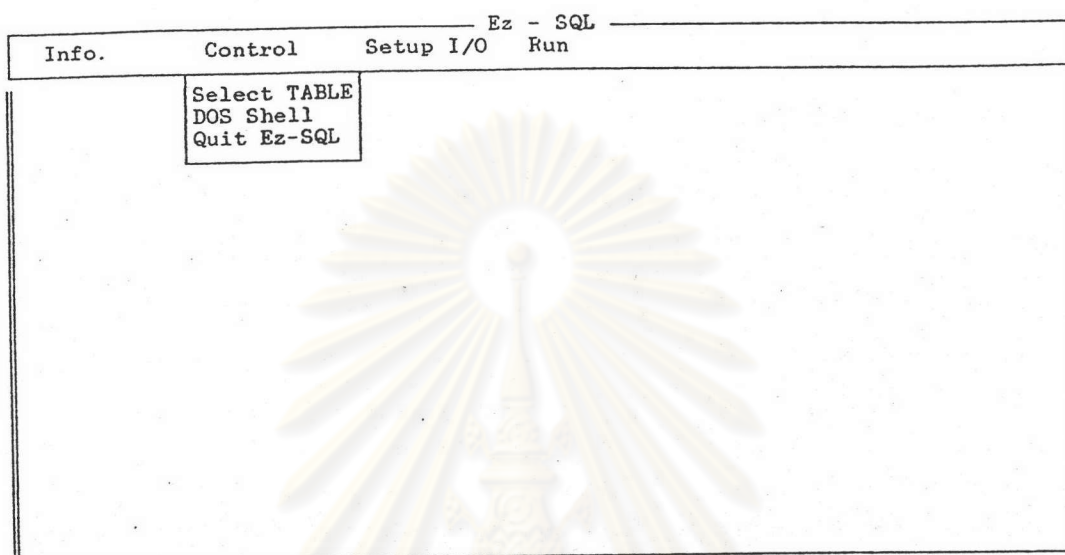 Ez - SQL
Info. Control Setup I/O Run
Select TABLE
DOS Shell
Quit Ez-SQL